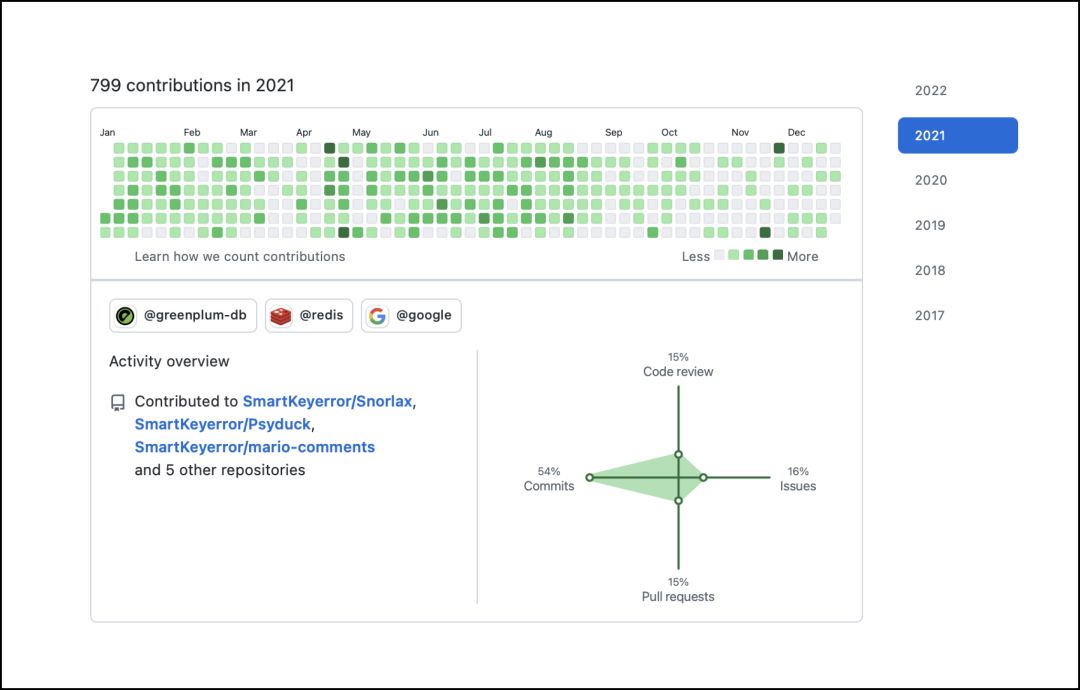 799 contributions in 2021
Jan Feb Mar Apr May Jun Jul Aug Sep Oct Nov Dec
Learn how we count contributions
Less More
@greenplum-db @redis @google
Activity overview
Contributed to SmartKeyerror/Snorlax,
SmartKeyerror/Psyduck,
SmartKeyerror/mario-comments
and 5 other repositories
15%
Code review
54%
Commits
16%
Issues
15%
Pull requests
2022
2021
2020
2019
2018
2017